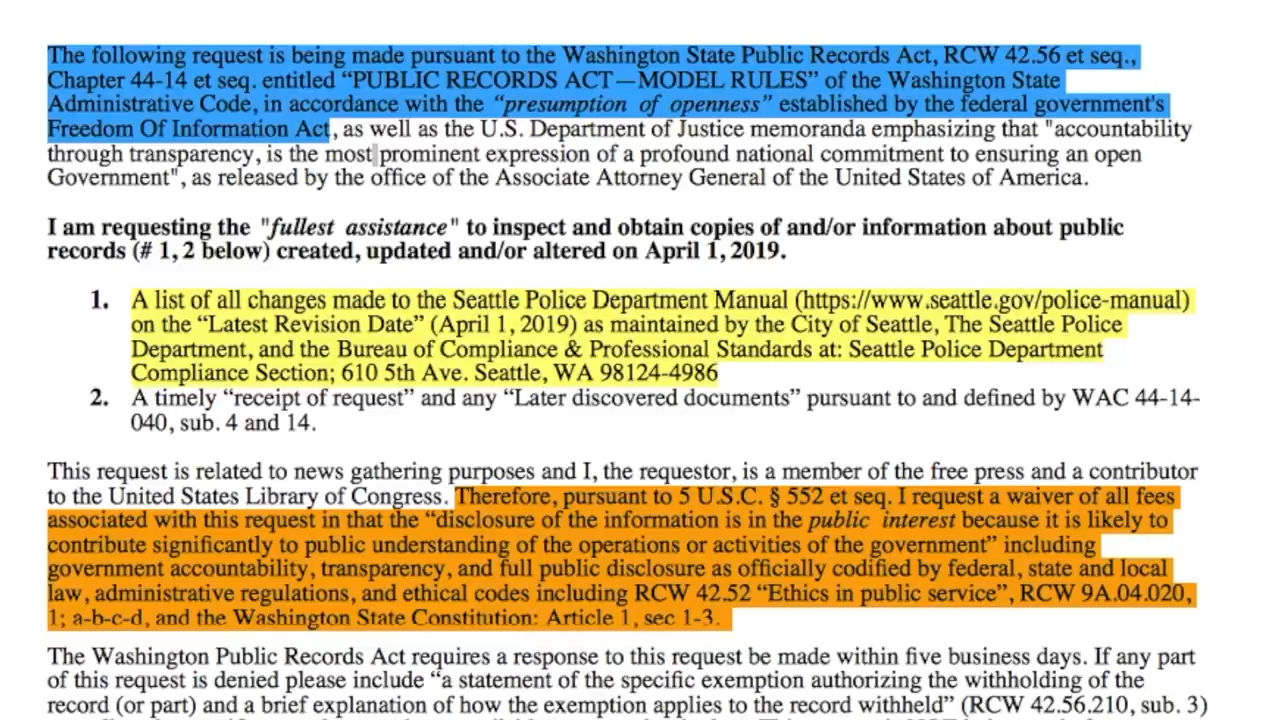 The following request is being made pursuant to the Washington State Public Records Act, RCW 42.56 et seq.,
Chapter 44-14 et seq. entitled “PUBLIC RECORDS ACT—MODEL RULES” of the Washington State
Administrative Code, in accordance with the “presumption of openness” established by the federal government's
Freedom Of Information Act, as well as the U.S. Department of Justice memoranda emphasizing that "accountability
through transparency, is the most prominent expression of a profound national commitment to ensuring an open
Government", as released by the office of the Associate Attorney General of the United States of America.
I am requesting the "fullest assistance" to inspect and obtain copies of and/or information about public
records (# 1, 2 below) created, updated and/or altered on April 1, 2019.
1. A list of all changes made to the Seattle Police Department Manual (https://www.seattle.gov/police-manual)
on the “Latest Revision Date” (April 1, 2019) as maintained by the City of Seattle, The Seattle Police
Department, and the Bureau of Compliance & Professional Standards at: Seattle Police Department
Compliance Section; 610 5th Ave. Seattle, WA 98124-4986
2. A timely “receipt of request” and any “Later discovered documents” pursuant to and defined by WAC 44-14-
040, sub. 4 and 14.
This request is related to news gathering purposes and I, the requestor, is a member of the free press and a contributor
to the United States Library of Congress. Therefore, pursuant to 5 U.S.C. § 552 et seq. I request a waiver of all fees
associated with this request in that the “disclosure of the information is in the public interest because it is likely to
contribute significantly to public understanding of the operations or activities of the government” including
government accountability, transparency, and full public disclosure as officially codified by federal, state and local
law, administrative regulations, and ethical codes including RCW 42.52 “Ethics in public service”, RCW 9A.04.020,
1; a-b-c-d, and the Washington State Constitution: Article 1, sec 1-3.
The Washington Public Records Act requires a response to this request be made within five business days. If any part
of this request is denied please include “a statement of the specific exemption authorizing the withholding of the
record (or part) and a brief explanation of how the exemption applies to the record withheld” (RCW 42.56.210, sub. 3)